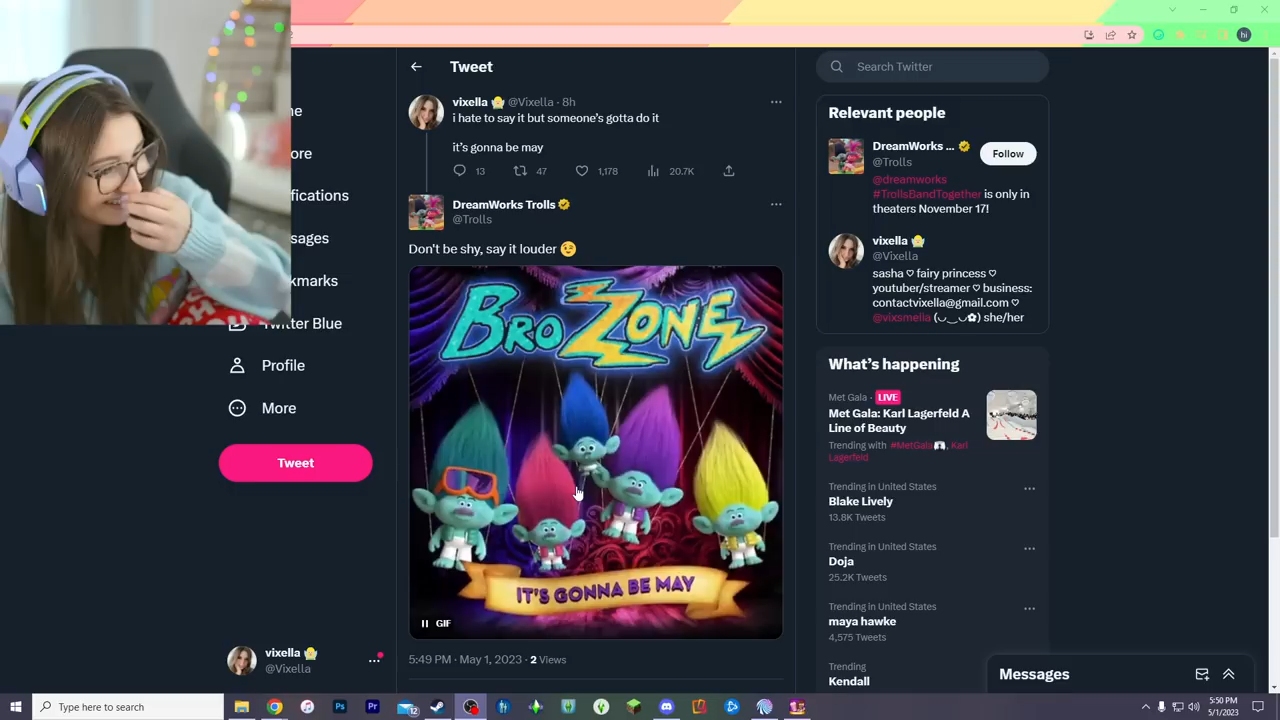 hi
Tweet
Search Twitter
vixella @Vixella · 8h
i hate to say it but someone's gotta do it
it's gonna be may
13 47 1,178 20.7K
DreamWorks Trolls
@Trolls
Don't be shy, say it louder 😉
BROZONE
IT'S GONNA BE MAY
GIF
5:49 PM · May 1, 2023 · 2 Views
fications
kmarks
Twitter Blue
Profile
More
Tweet
vixella
@Vixella
Relevant people
DreamWorks ...
@Trolls
Follow
@dreamworks
#TrollsBandTogether is only in
theaters November 17!
vixella
@Vixella
sasha ♡ fairy princess ♡
youtuber/streamer ♡ business:
contactvixella@gmail.com ♡
@vixsmella (◡‿◡✿) she/her
What's happening
Met Gala · LIVE
Met Gala: Karl Lagerfeld A
Line of Beauty
Trending with #MetGala, Karl
Lagerfeld
Trending in United States
Blake Lively
13.8K Tweets
Trending in United States
Doja
25.2K Tweets
Trending in United States
maya hawke
4,575 Tweets
Trending
Kendall
Messages
Type here to search
Ps
Pr
12
5:50 PM
5/1/2023